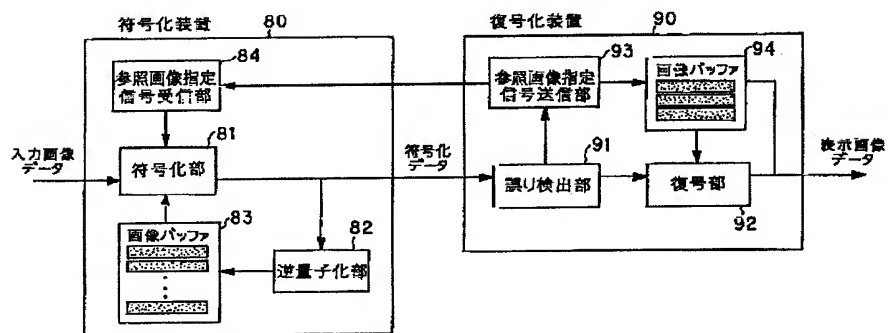 符号化装置 80
84
参照画像指定
信号受信部
81
入力画像
データ
符号化部
83
画像バッファ
82
逆量子化部
符号化
データ
復号化装置 90
93
参照画像指定
信号送信部
94
画像バッファ
91
誤り検出部
復号部
92
表示画像
データ